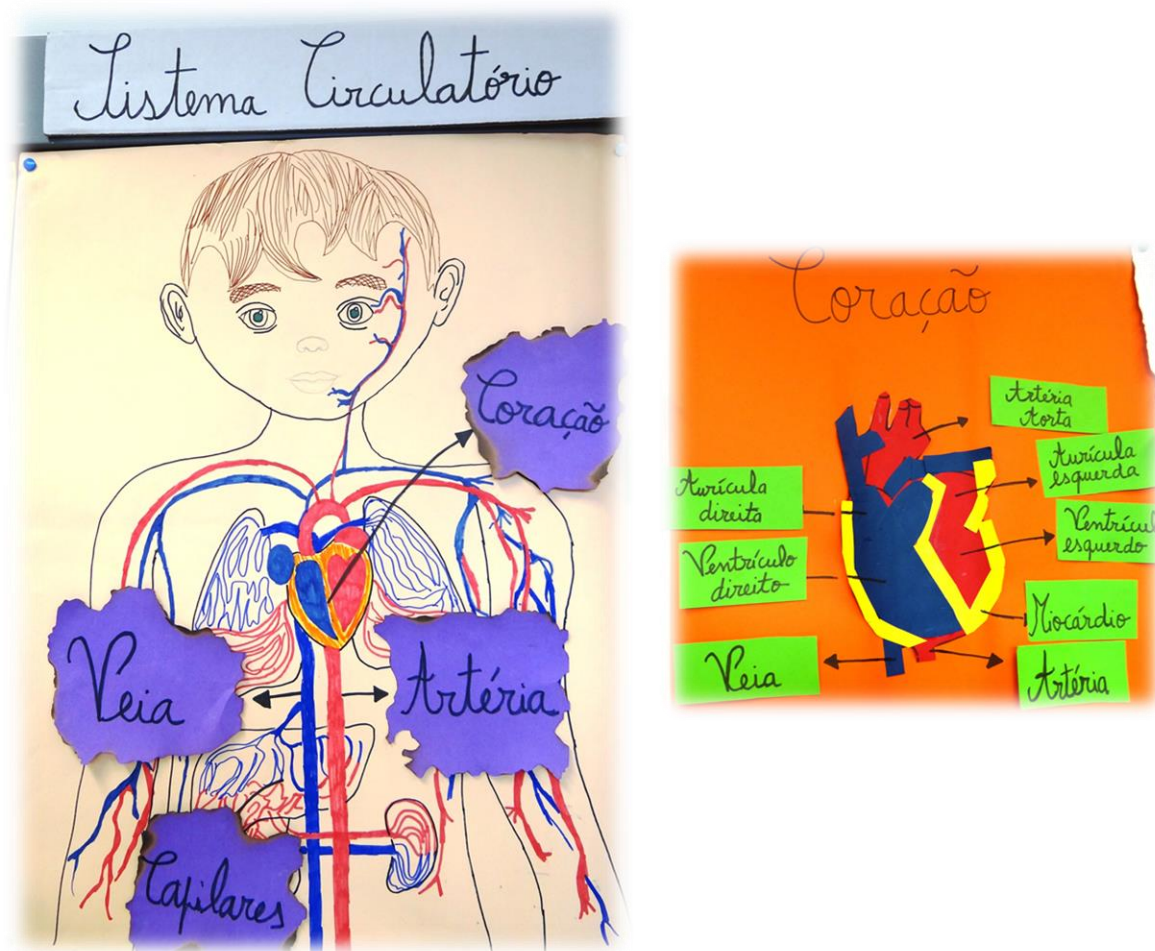 Sistema Circulatório
Coração
Veia
Artéria
Capilares
Coração
Artéria
Aorta
Aurícula
esquerda
Aurícula
direita
Ventrícul
esquerdo
Ventrículo
direito
Miocárdio
Veia
Artéria